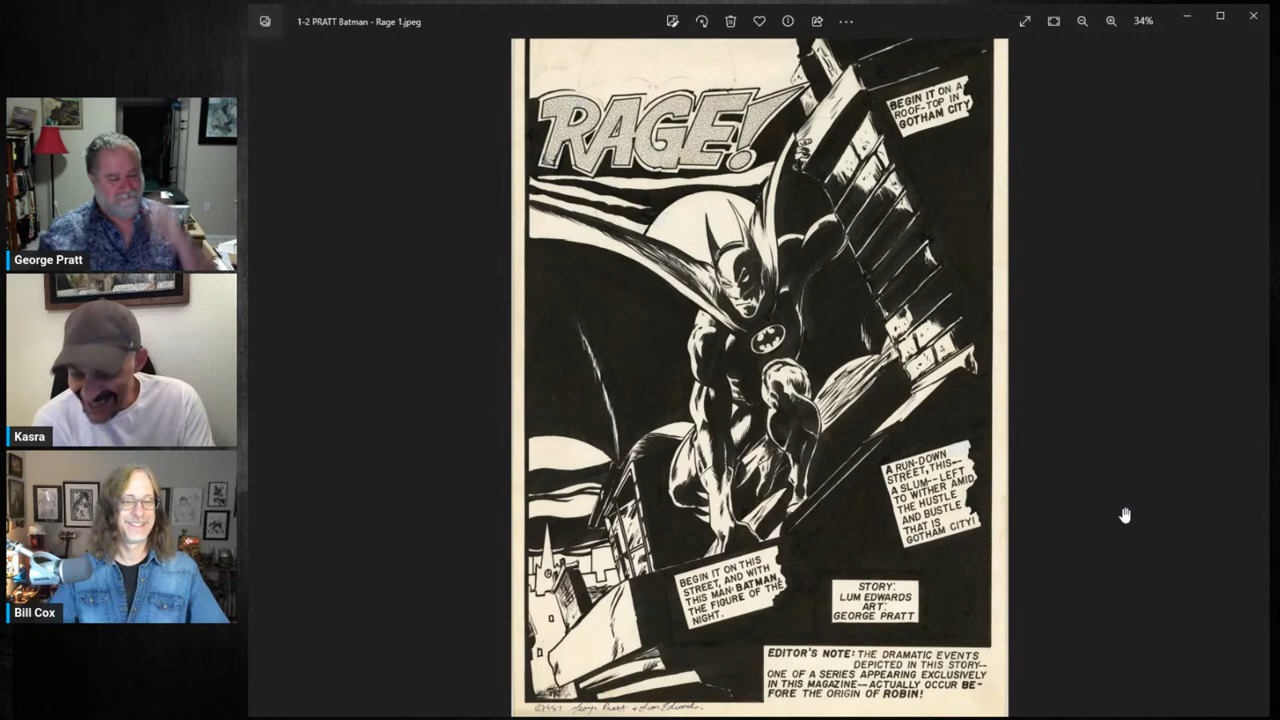 1-2 PRATT Batman - Rage 1.jpeg
34%
RAGE!
BEGIN IT ON A
ROOF-TOP IN
GOTHAM CITY
A RUN-DOWN
STREET, THIS--
A SLUM--LEFT
TO WITHER AMID
THE HUSTLE
AND BUSTLE
THAT IS
GOTHAM CITY!
BEGIN IT ON THIS
STREET, AND WITH
THIS MAN: BATMAN,
THE FIGURE OF THE
NIGHT.
STORY:
LUM EDWARDS
ART:
GEORGE PRATT
EDITOR'S NOTE: THE DRAMATIC EVENTS
DEPICTED IN THIS STORY--
ONE OF A SERIES APPEARING EXCLUSIVELY
IN THIS MAGAZINE--ACTUALLY OCCUR BE-
FORE THE ORIGIN OF ROBIN!
George Pratt + Lum Edwards.
George Pratt
Kasra
Bill Cox